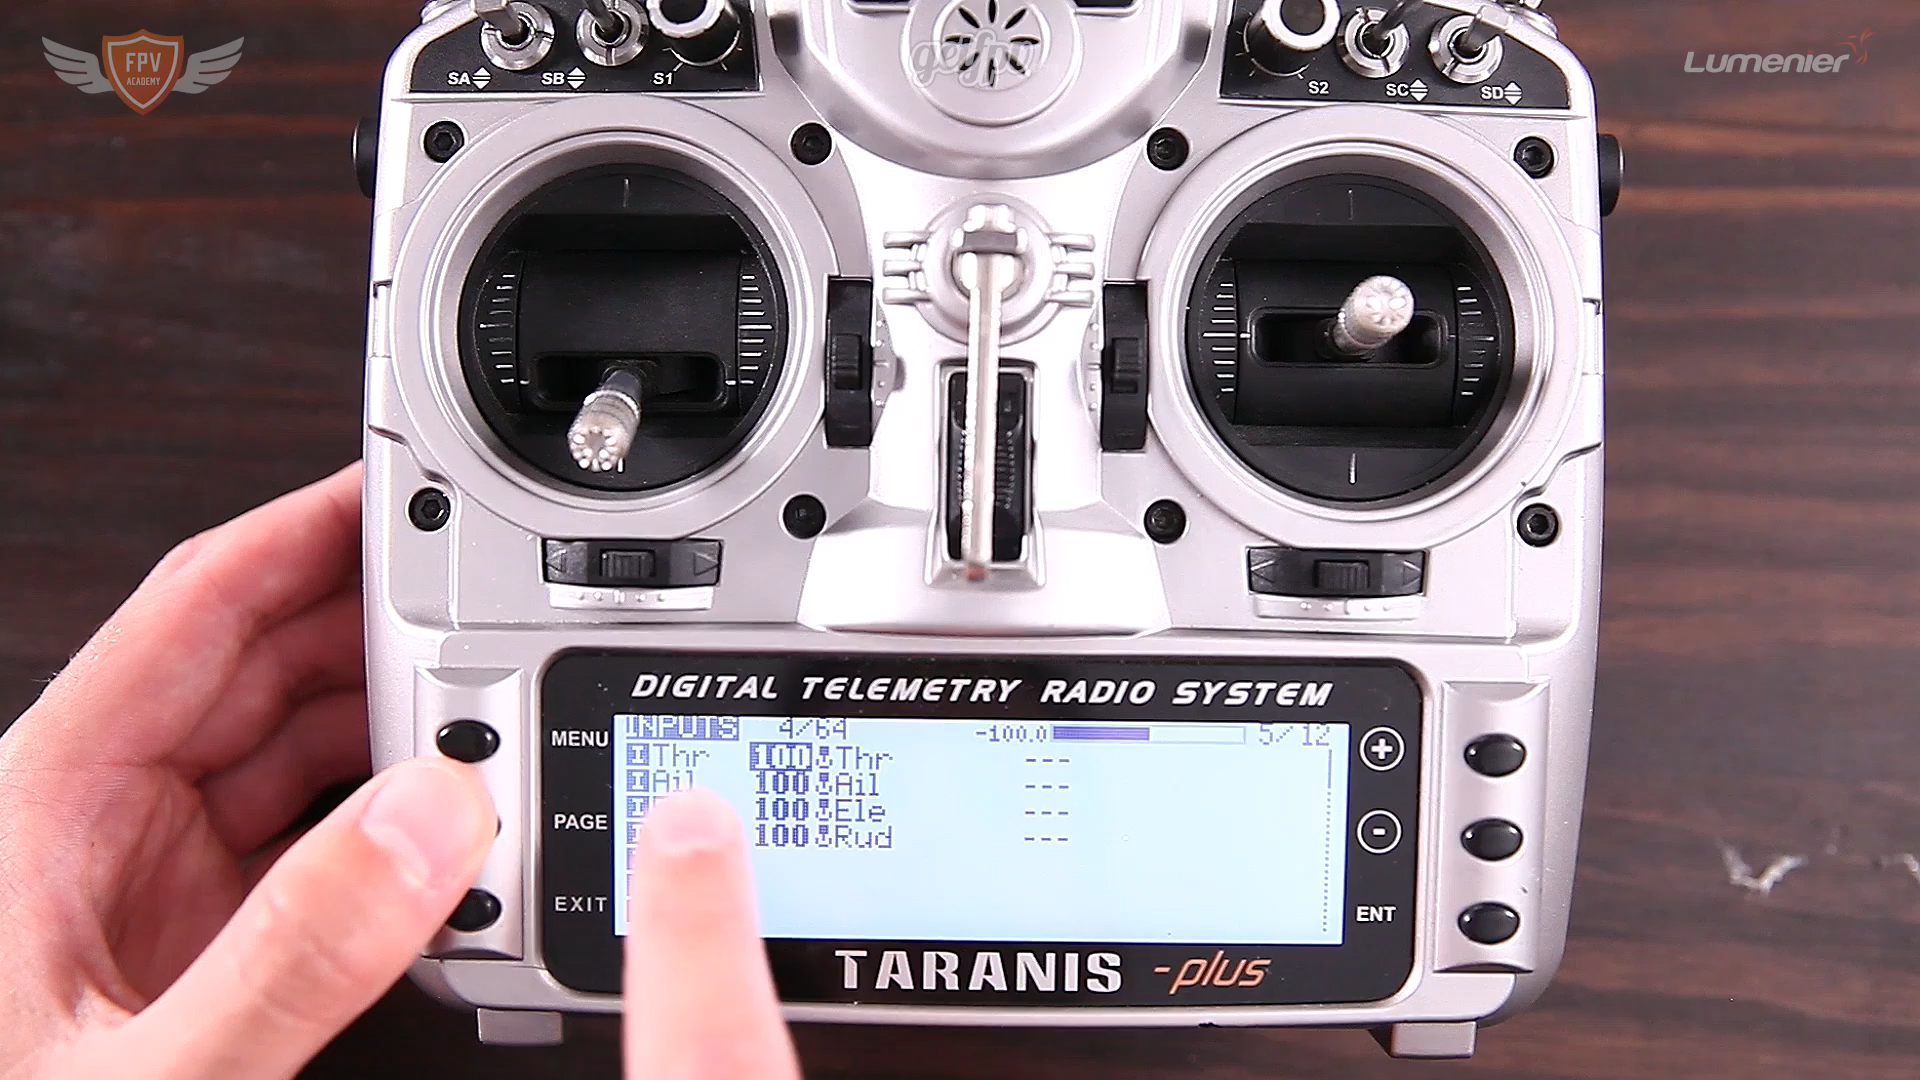 FPV
ACADEMY
getfpv
Lumenier
SA
SB
S1
S2
SC
SD
DIGITAL TELEMETRY RADIO SYSTEM
MENU
PAGE
EXIT
INPUTS 4/64 -100.0 5/12
Thr 100 Thr ---
Ail 100 Ail ---
100 Ele ---
100 Rud ---
+
-
ENT
TARANIS -plus